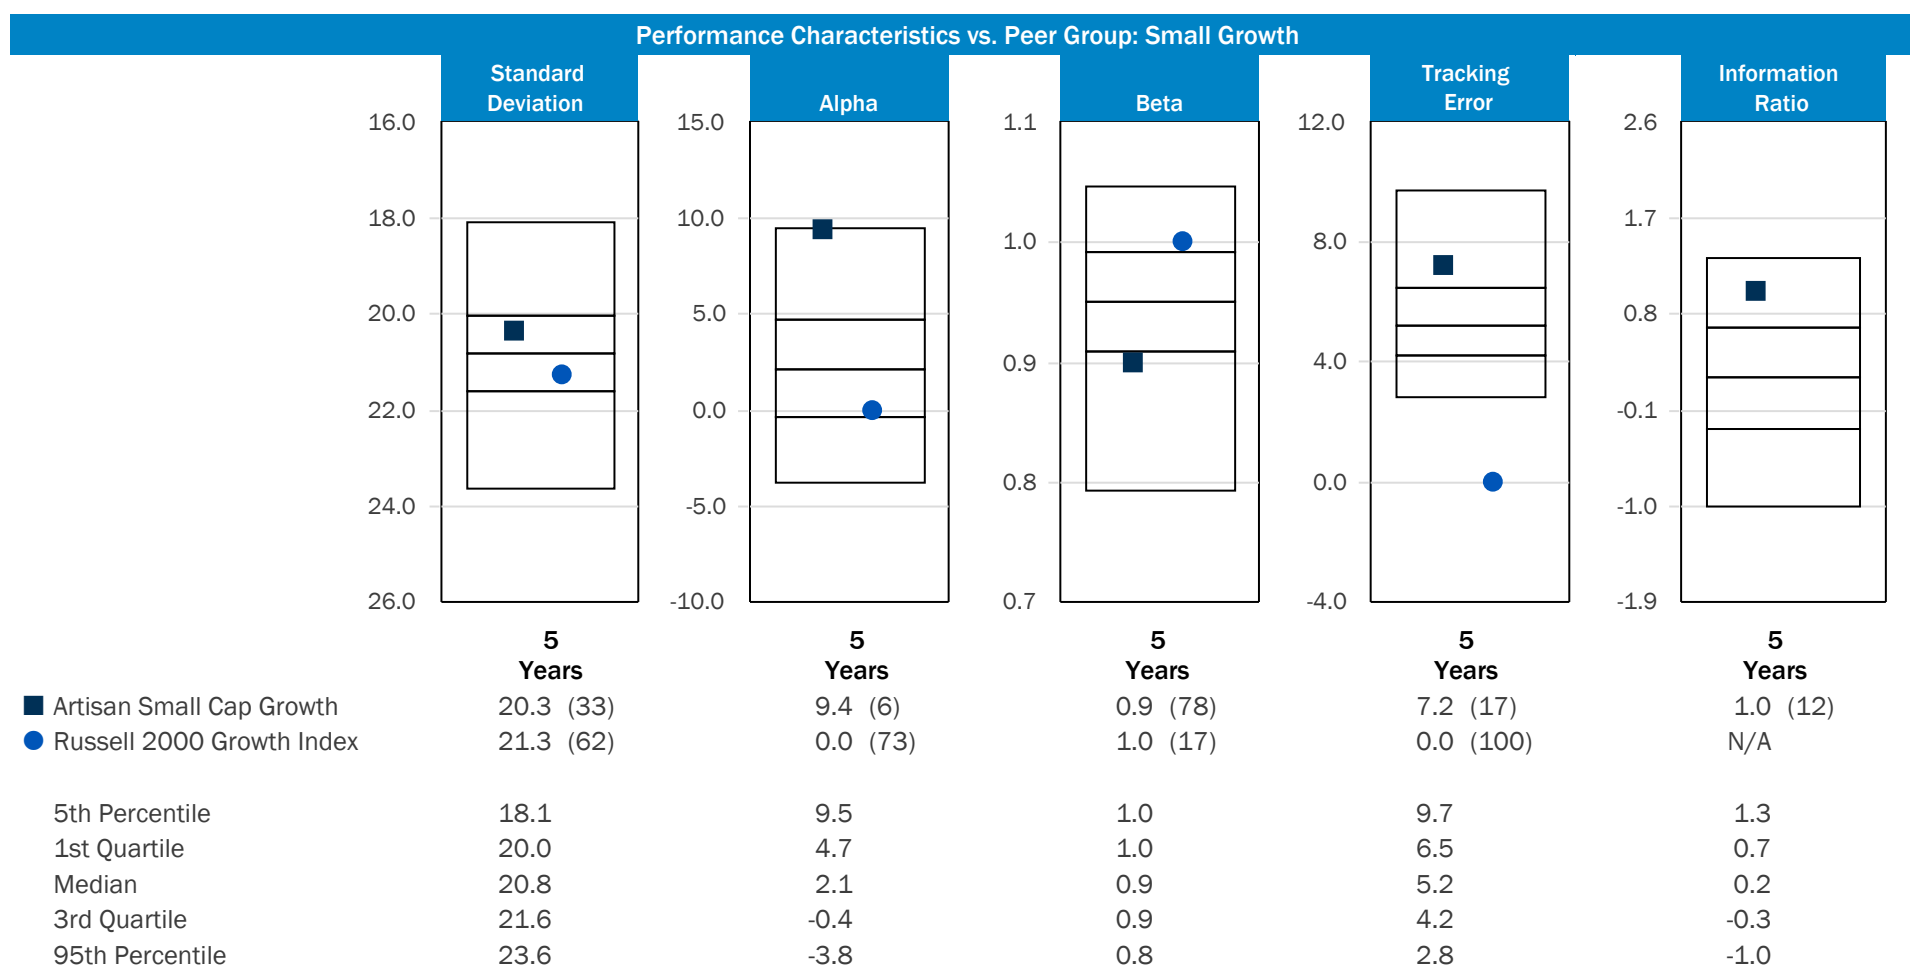 Performance Characteristics vs. Peer Group: Small Growth
Standard Deviation
Alpha
Beta
Tracking Error
Information Ratio
16.0
18.0
20.0
22.0
24.0
26.0
15.0
10.0
5.0
0.0
-5.0
-10.0
1.1
1.0
0.9
0.8
0.7
12.0
8.0
4.0
0.0
-4.0
2.6
1.7
0.8
-0.1
-1.0
-1.9
5 Years
5 Years
5 Years
5 Years
5 Years
Artisan Small Cap Growth 20.3 (33) 9.4 (6) 0.9 (78) 7.2 (17) 1.0 (12)
Russell 2000 Growth Index 21.3 (62) 0.0 (73) 1.0 (17) 0.0 (100) N/A
5th Percentile 18.1 9.5 1.0 9.7 1.3
1st Quartile 20.0 4.7 1.0 6.5 0.7
Median 20.8 2.1 0.9 5.2 0.2
3rd Quartile 21.6 -0.4 0.9 4.2 -0.3
95th Percentile 23.6 -3.8 0.8 2.8 -1.0